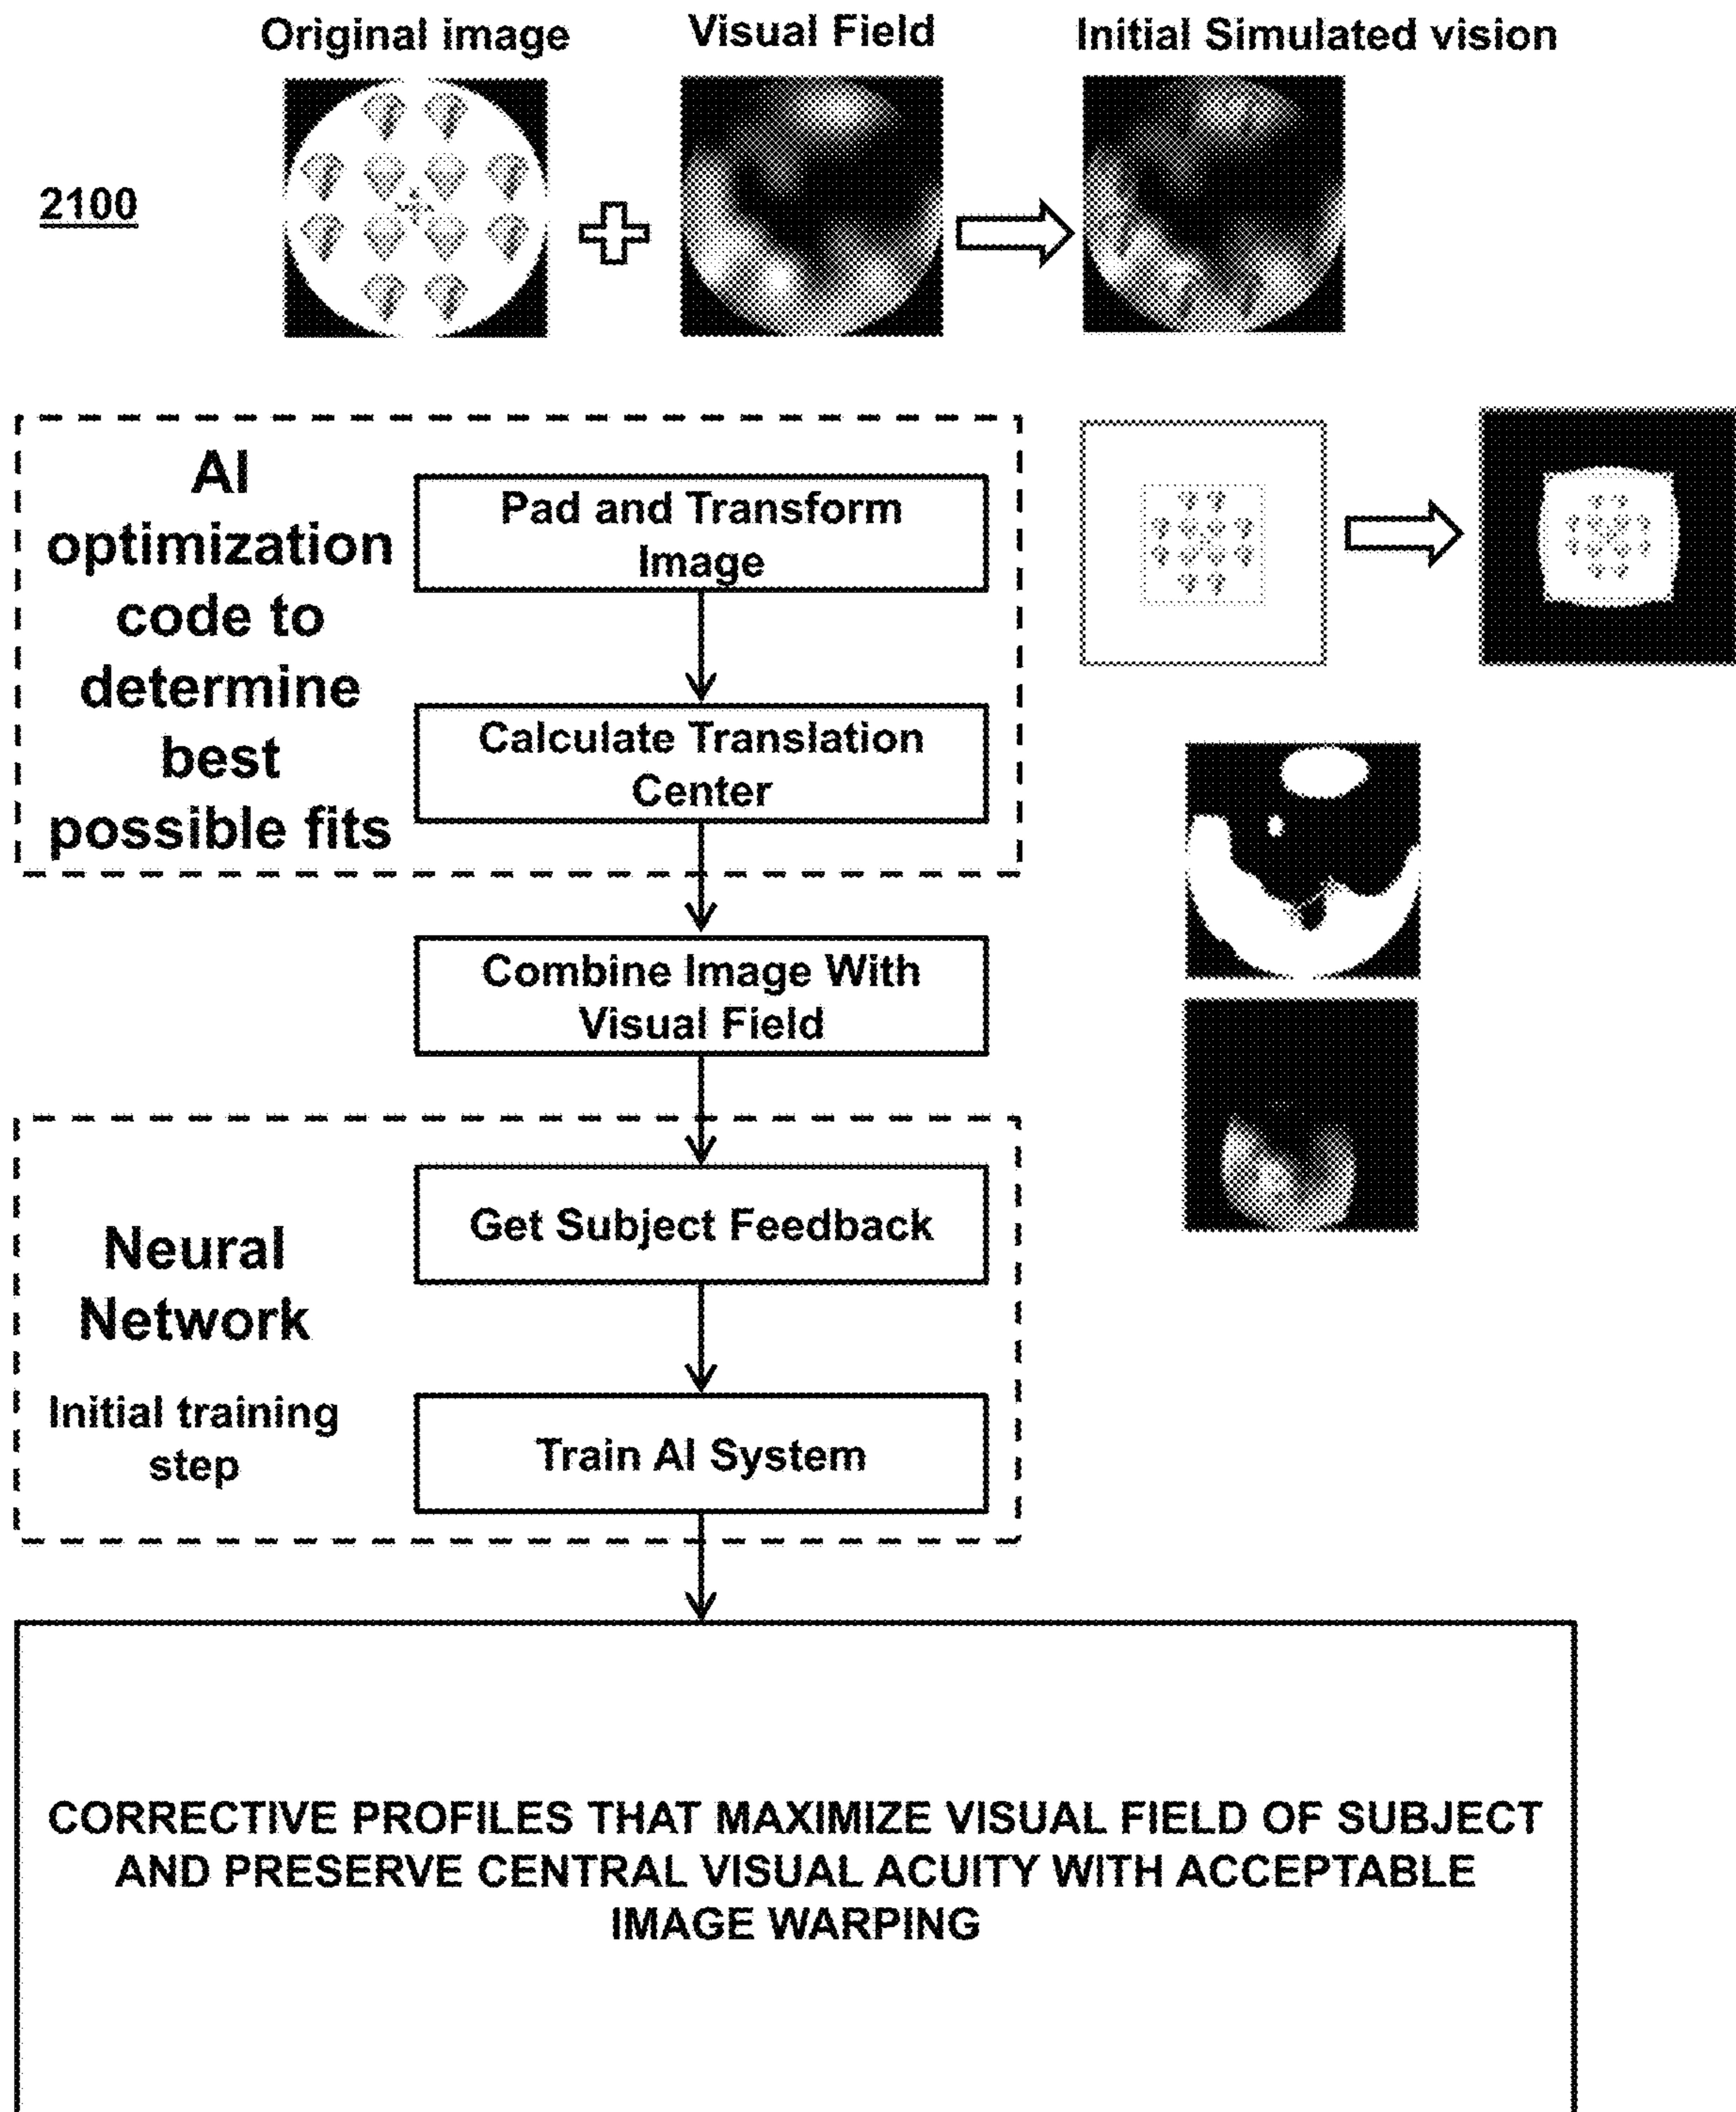 Original image
Visual Field
Initial Simulated vision
2100
AI
optimization
code to
determine
best
possible fits
Pad and Transform
Image
Calculate Translation
Center
Combine Image With
Visual Field
Neural
Network
Initial training
step
Get Subject Feedback
Train AI System
CORRECTIVE PROFILES THAT MAXIMIZE VISUAL FIELD OF SUBJECT
AND PRESERVE CENTRAL VISUAL ACUITY WITH ACCEPTABLE
IMAGE WARPING